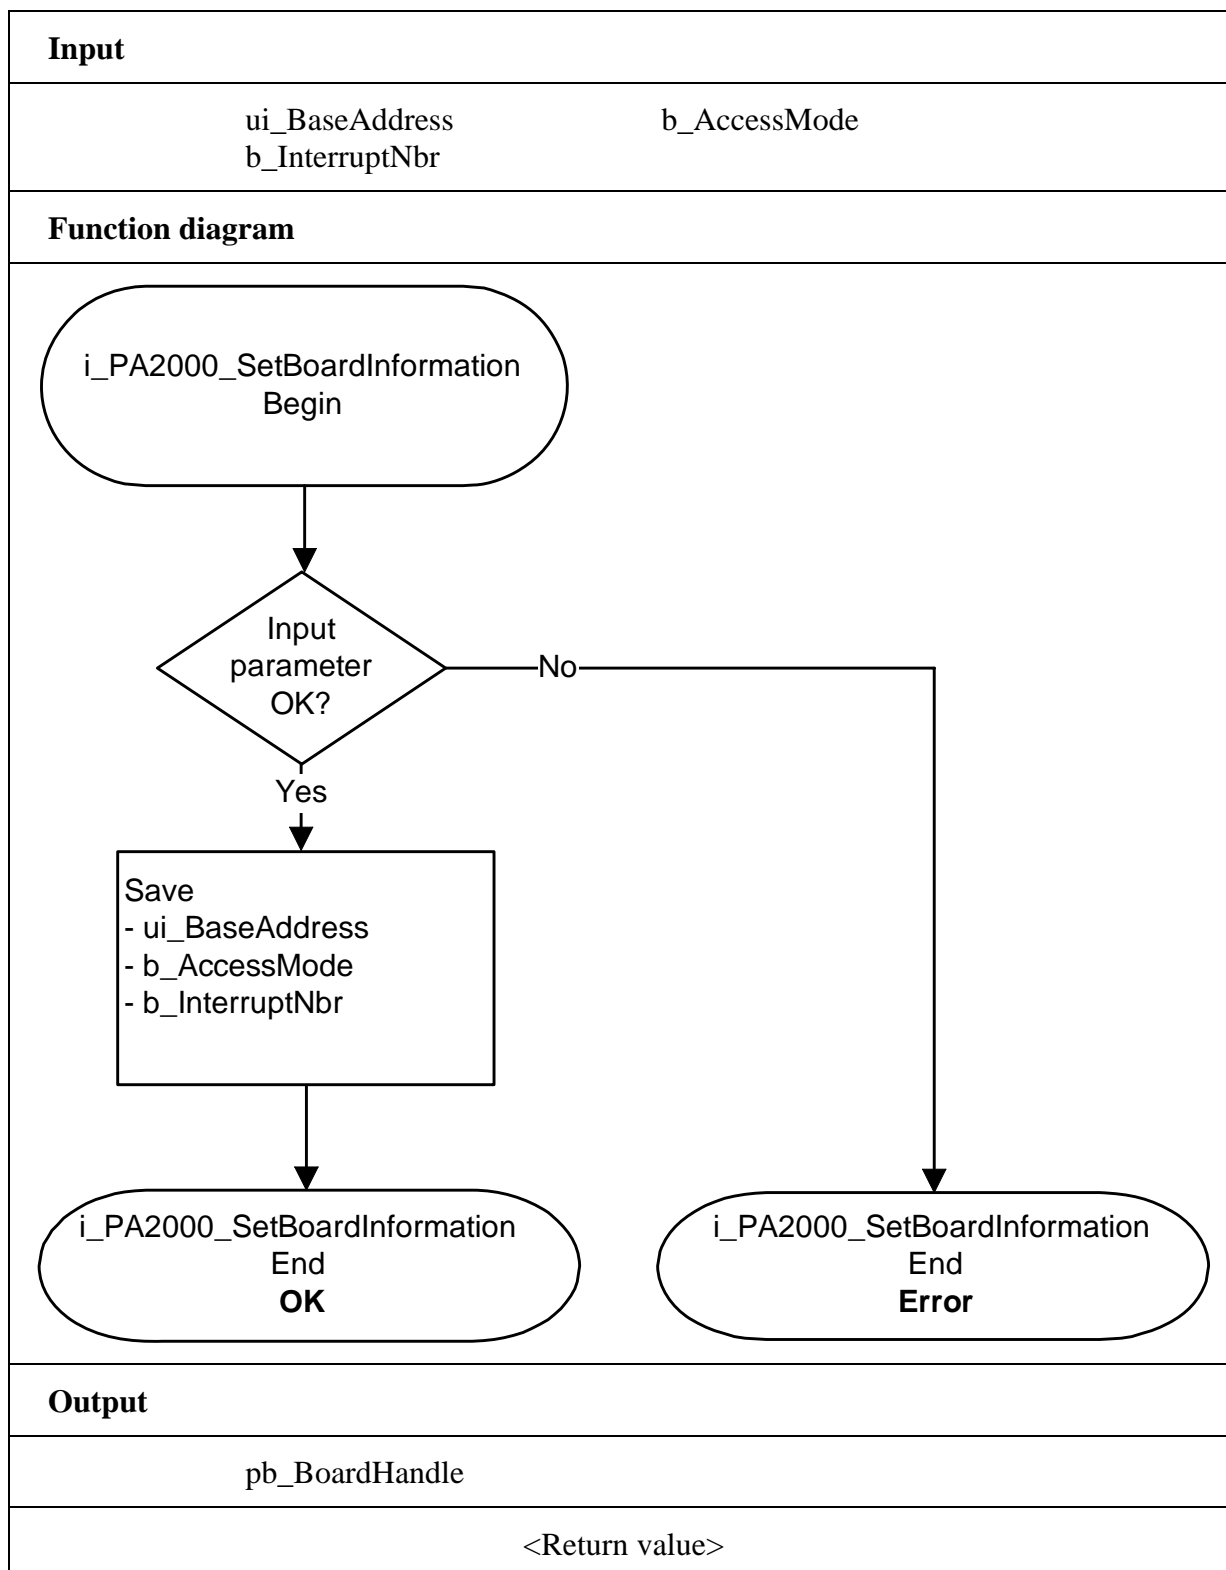 Input
ui_BaseAddress b_AccessMode
b_InterruptNbr
Function diagram
i_PA2000_SetBoardInformation
Begin
Input
parameter
OK?
No
Yes
Save
- ui_BaseAddress
- b_AccessMode
- b_InterruptNbr
i_PA2000_SetBoardInformation
End
OK
i_PA2000_SetBoardInformation
End
Error
Output
pb_BoardHandle
<Return value>